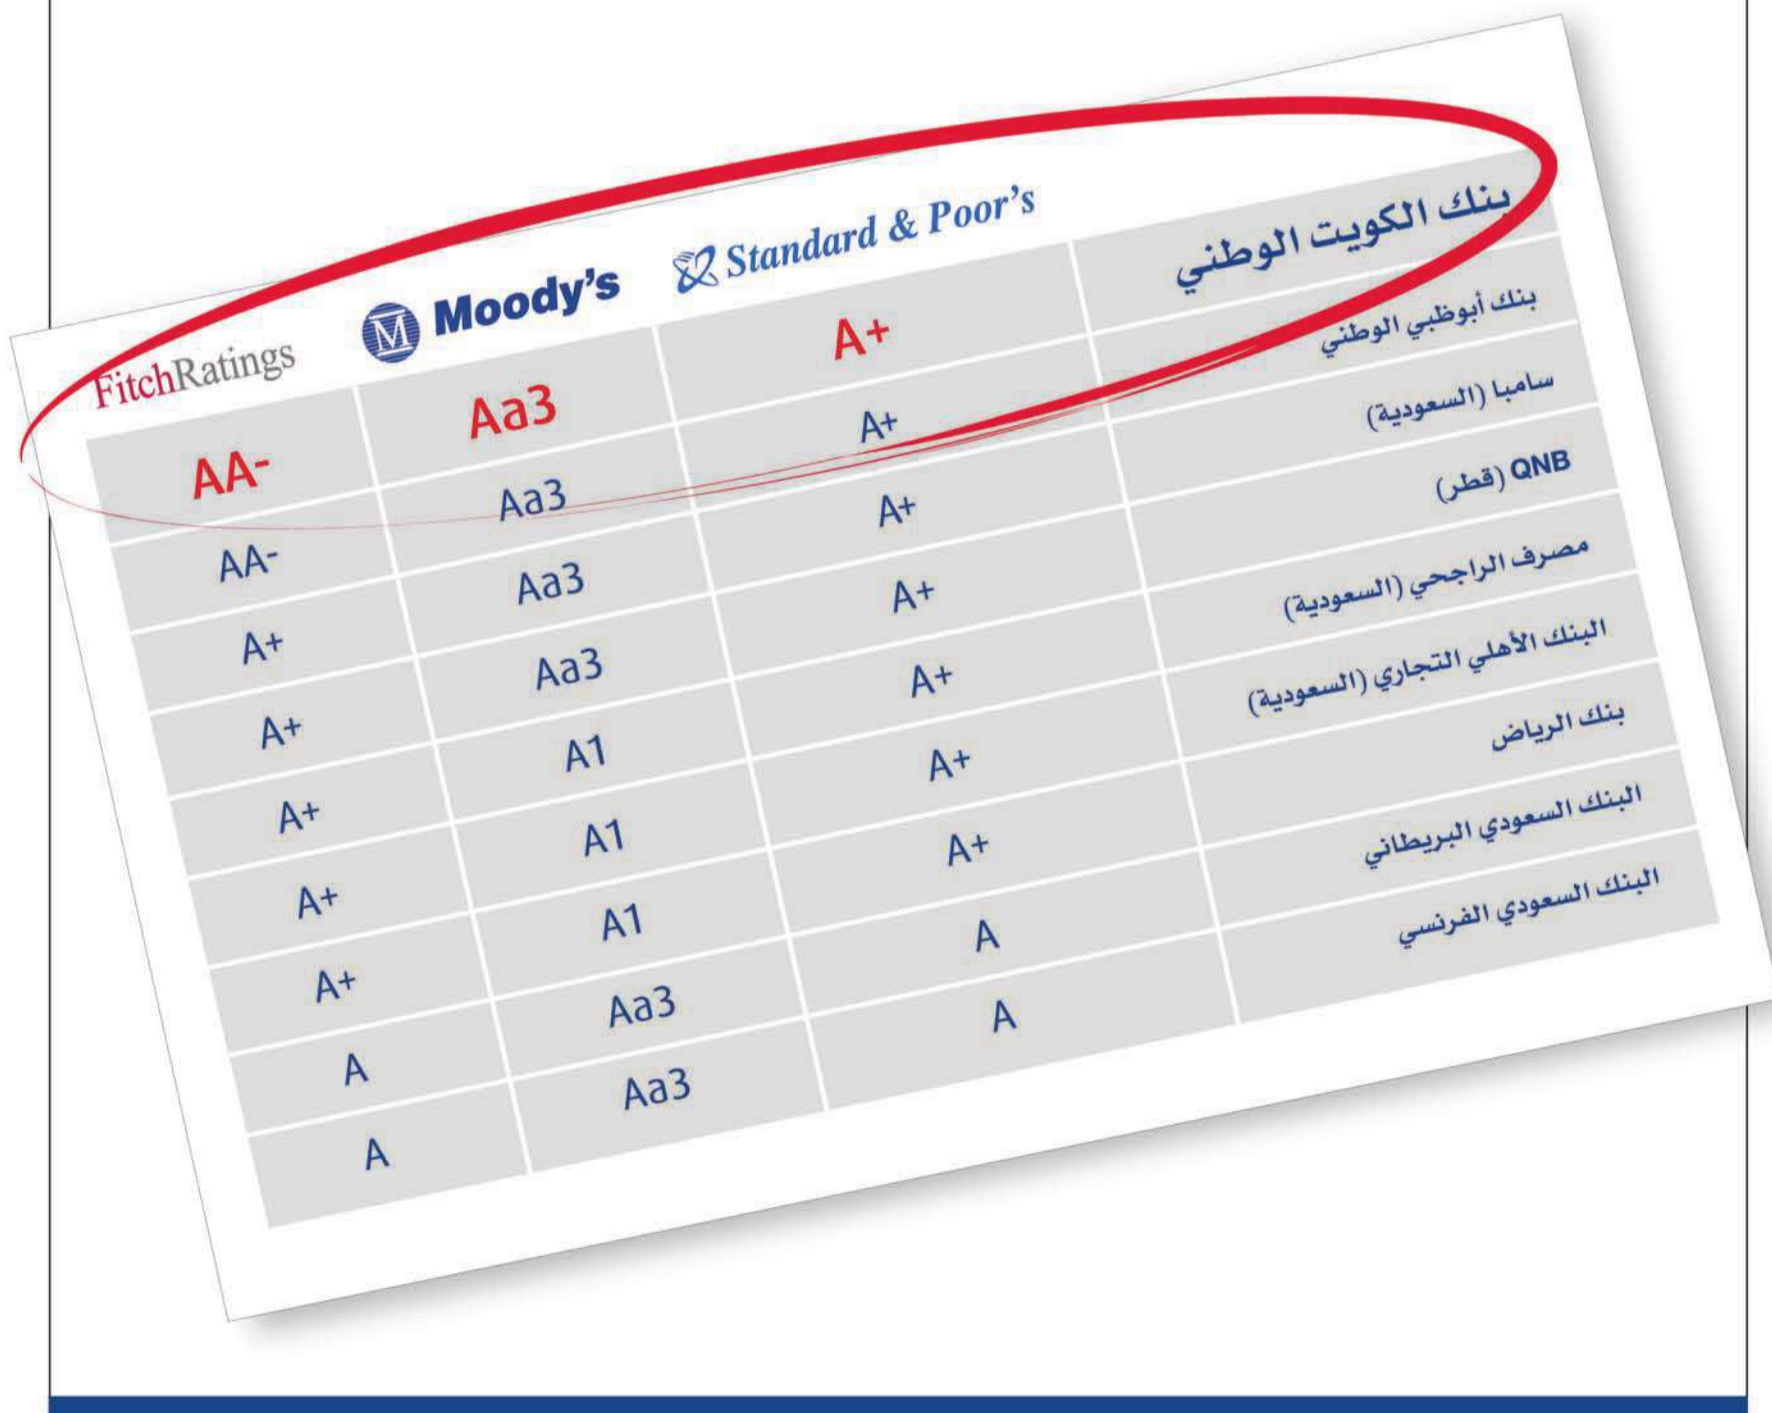 Standard & Poor's M Moody's FitchRatings
بنك الكويت الوطني A+ Aa3 AA-
بنك أبوظبي الوطني A+ Aa3 AA-
سامبا (السعودية) A+ Aa3 A+
QNB (قطر) A+ Aa3 A+
مصرف الراجحي (السعودية) A+ A1 A+
البنك الأهلي التجاري (السعودية) A+ A1 A+
بنك الرياض A+ A1 A+
البنك السعودي البريطاني A Aa3 A
البنك السعودي الفرنسي A Aa3 A